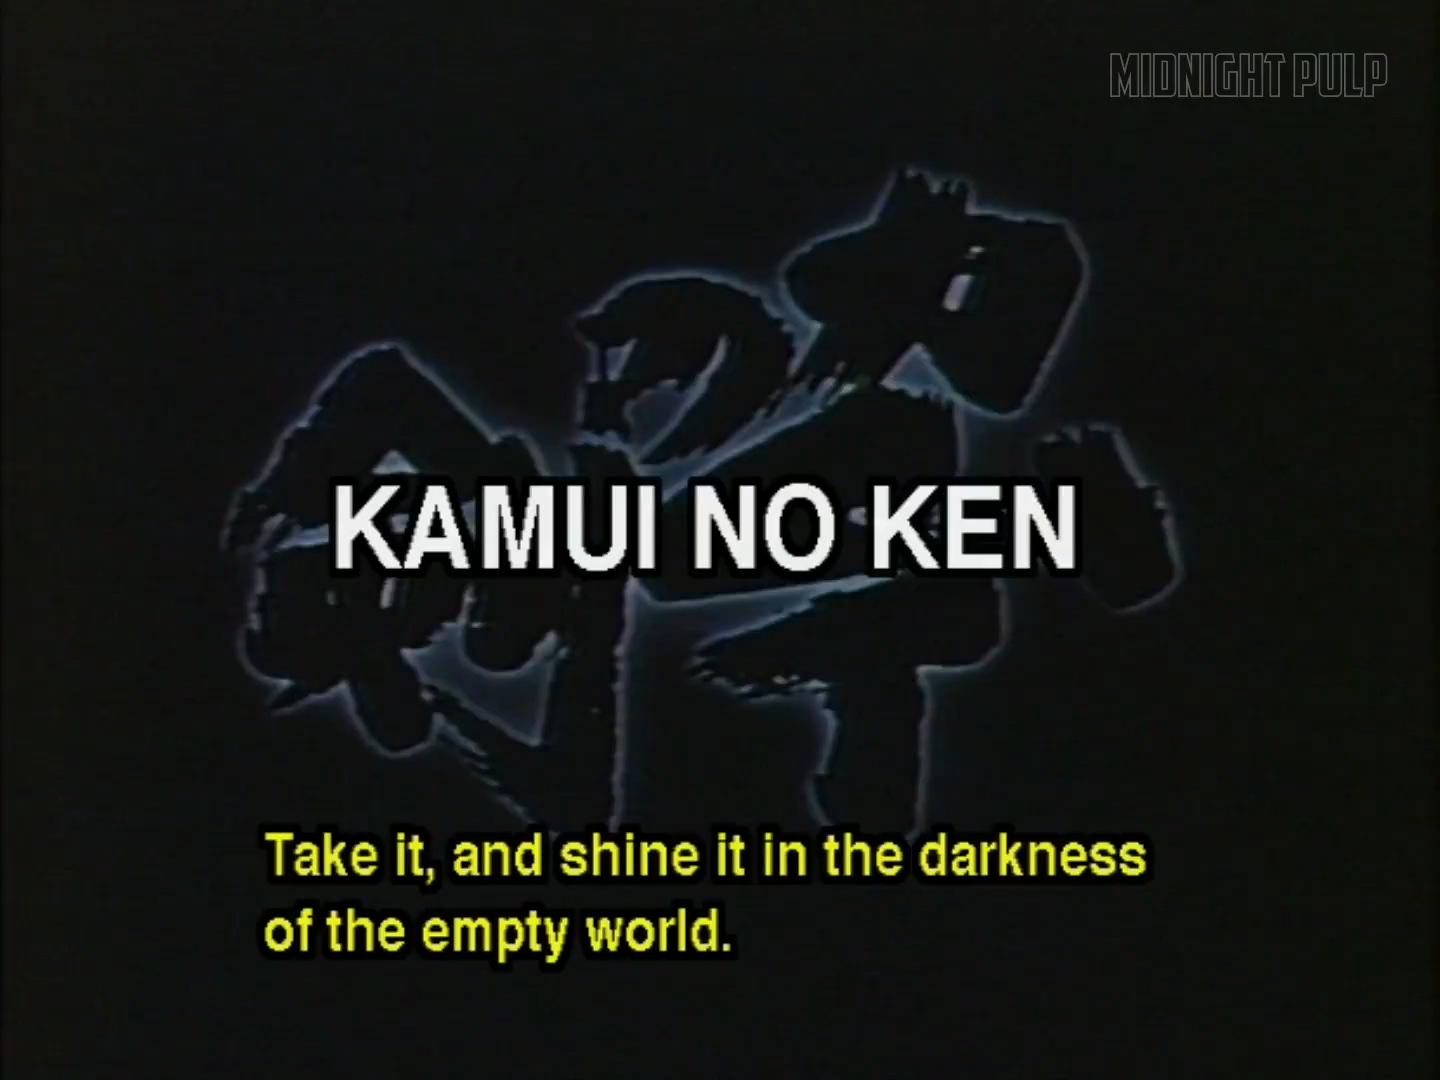 MIDNIGHT PULP
KAMUI NO KEN
Take it, and shine it in the darkness
of the empty world.